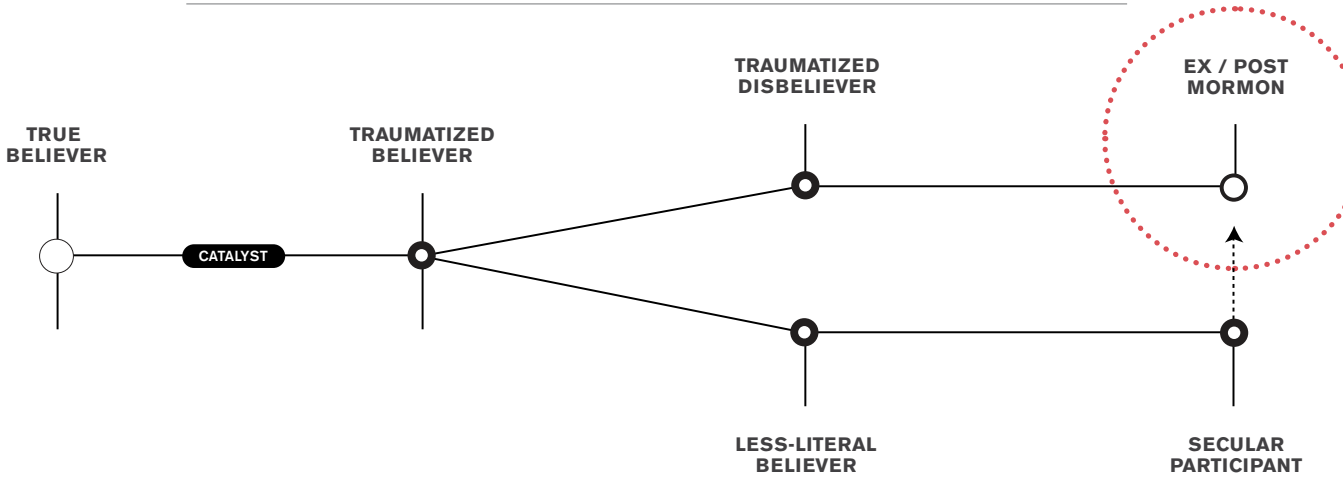 TRUE
BELIEVER
CATALYST
TRAUMATIZED
BELIEVER
TRAUMATIZED
DISBELIEVER
EX / POST
MORMON
LESS-LITERAL
BELIEVER
SECULAR
PARTICIPANT